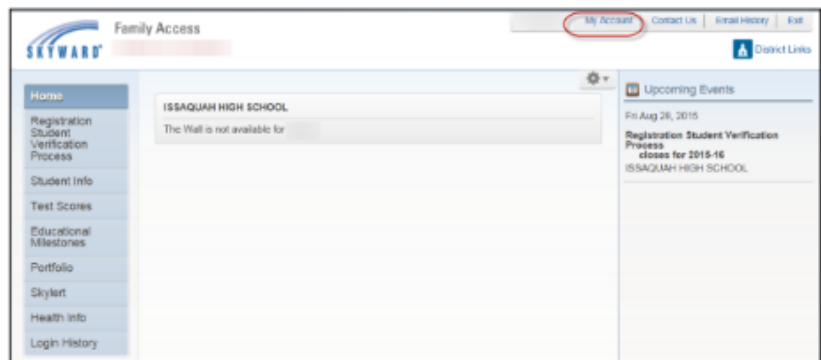 Family Access
SKYWARD®
My Account
Contact Us
Email History
Exit
District Links
Home
Registration
Student
Verification
Process
Student Info
Test Scores
Educational
Milestones
Portfolio
Skylert
Health Info
Login History
ISSAQUAH HIGH SCHOOL
The Wall is not available for
Upcoming Events
Fri Aug 28, 2015
Registration Student Verification
Process
closes for 2015-16
ISSAQUAH HIGH SCHOOL